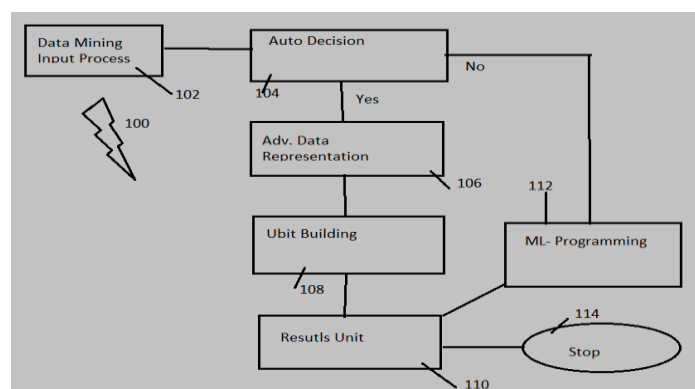 Data Mining
Input Process
102
100
Auto Decision
104
Yes
No
Adv. Data
Representation
106
Ubit Building
108
112
ML- Programming
Resutls Unit
110
114
Stop